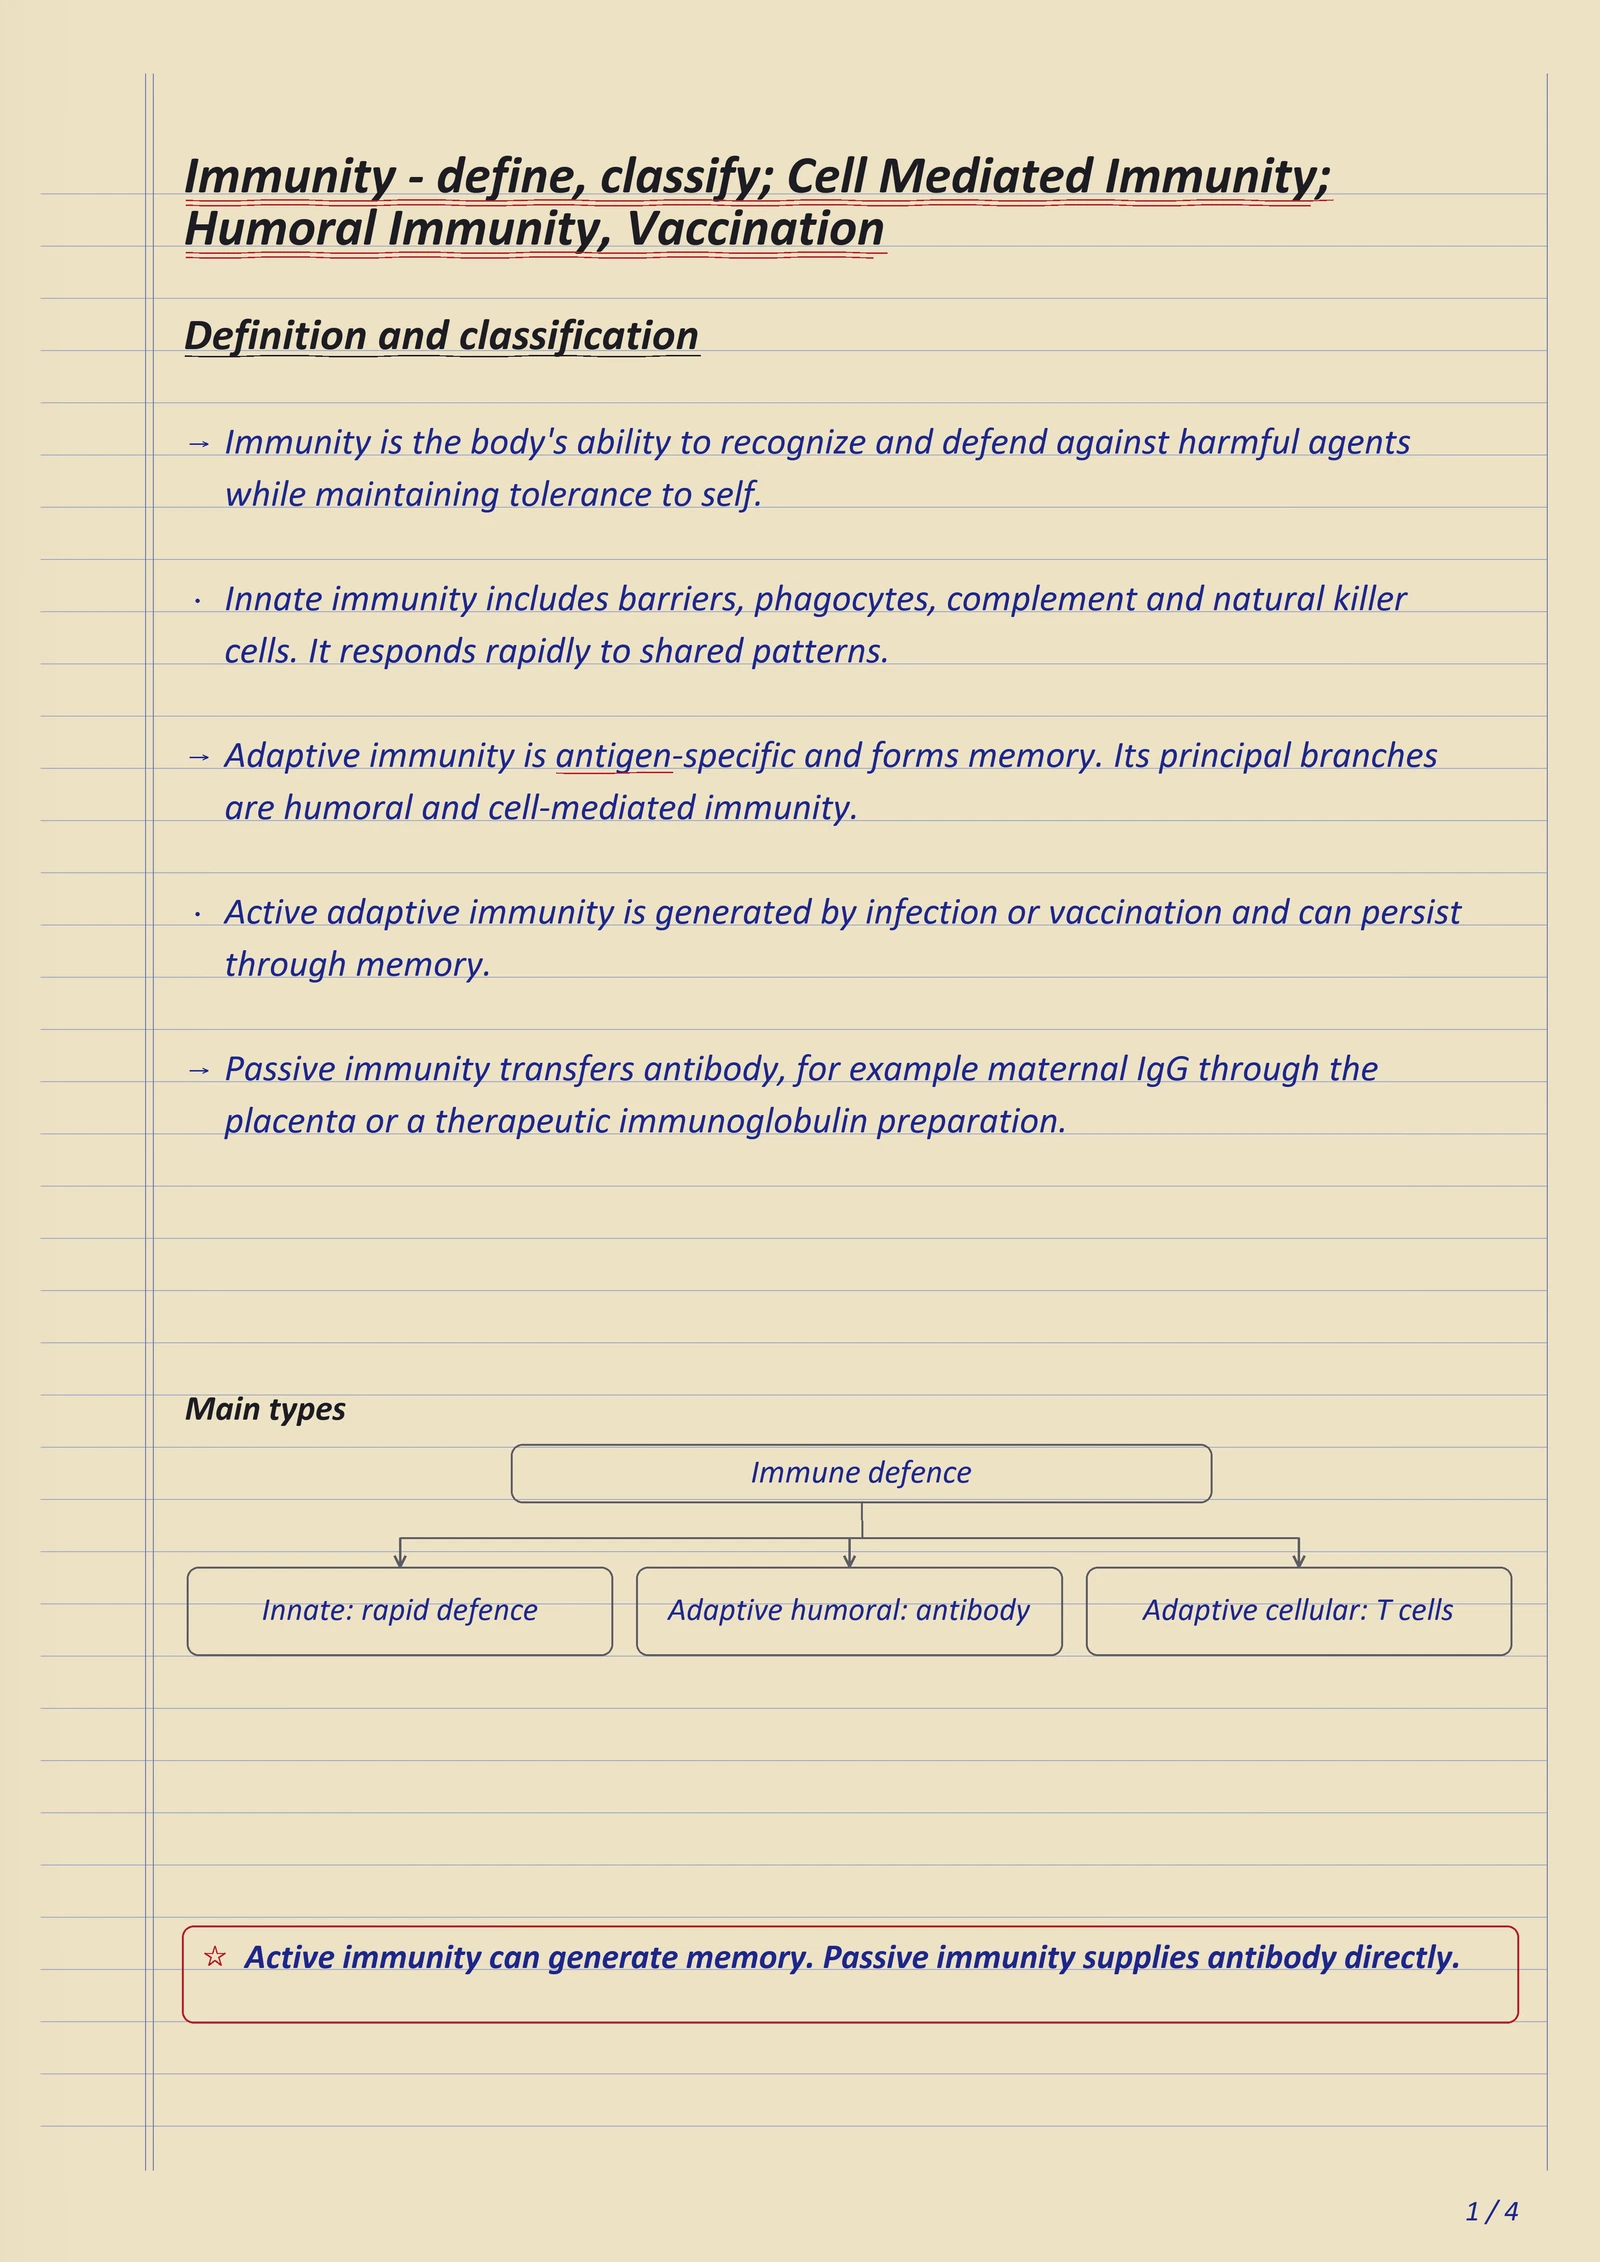 Immunity - define, classify; Cell Mediated Immunity;
Humoral Immunity, Vaccination
Definition and classification
→ Immunity is the body's ability to recognize and defend against harmful agents
while maintaining tolerance to self.
· Innate immunity includes barriers, phagocytes, complement and natural killer
cells. It responds rapidly to shared patterns.
→ Adaptive immunity is antigen-specific and forms memory. Its principal branches
are humoral and cell-mediated immunity.
· Active adaptive immunity is generated by infection or vaccination and can persist
through memory.
→ Passive immunity transfers antibody, for example maternal IgG through the
placenta or a therapeutic immunoglobulin preparation.
Main types
Immune defence
Innate: rapid defence
Adaptive humoral: antibody
Adaptive cellular: T cells
☆ Active immunity can generate memory. Passive immunity supplies antibody directly.
1 / 4